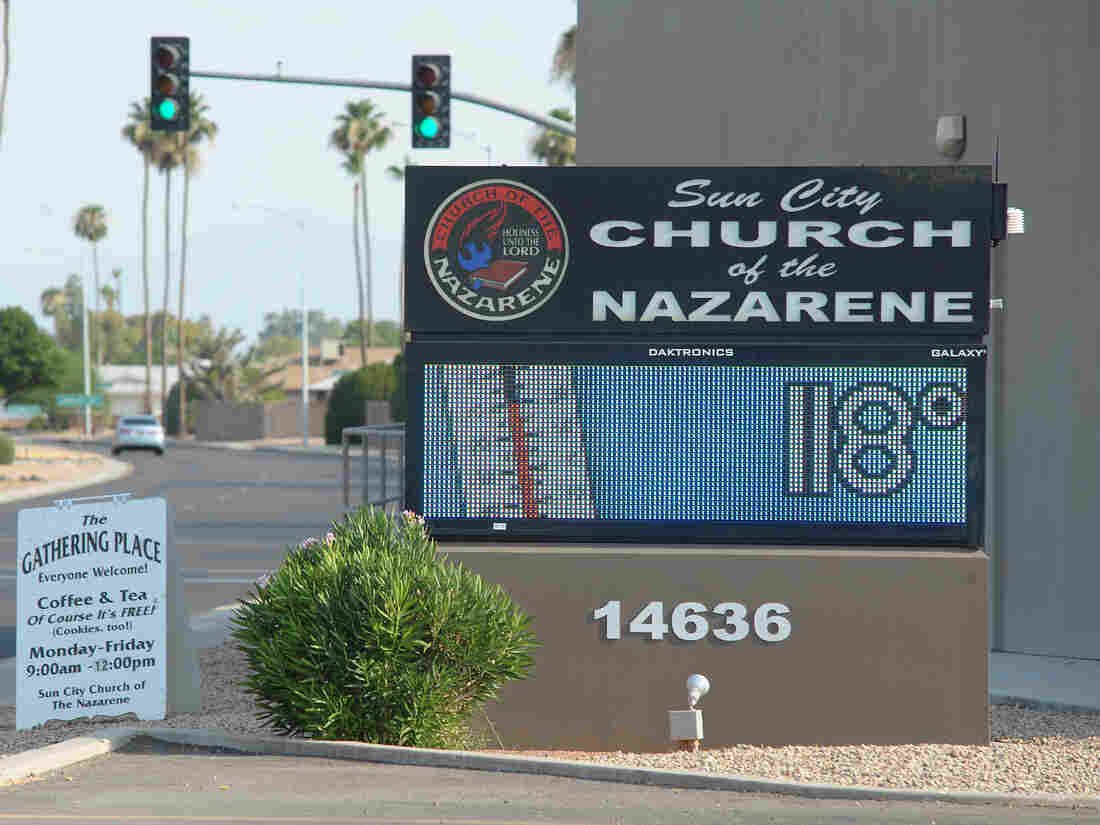 CHURCH OF THE
NAZARENE
HOLINESS
UNTO THE
LORD
Sun City
CHURCH
of the
NAZARENE
DAKTRONICS
GALAXY
118°
14636
The
GATHERING PLACE
Everyone Welcome!
Coffee & Tea
Of Course It's FREE!
(Cookies, too!)
Monday-Friday
9:00am -12:00pm
Sun City Church of
The Nazarene